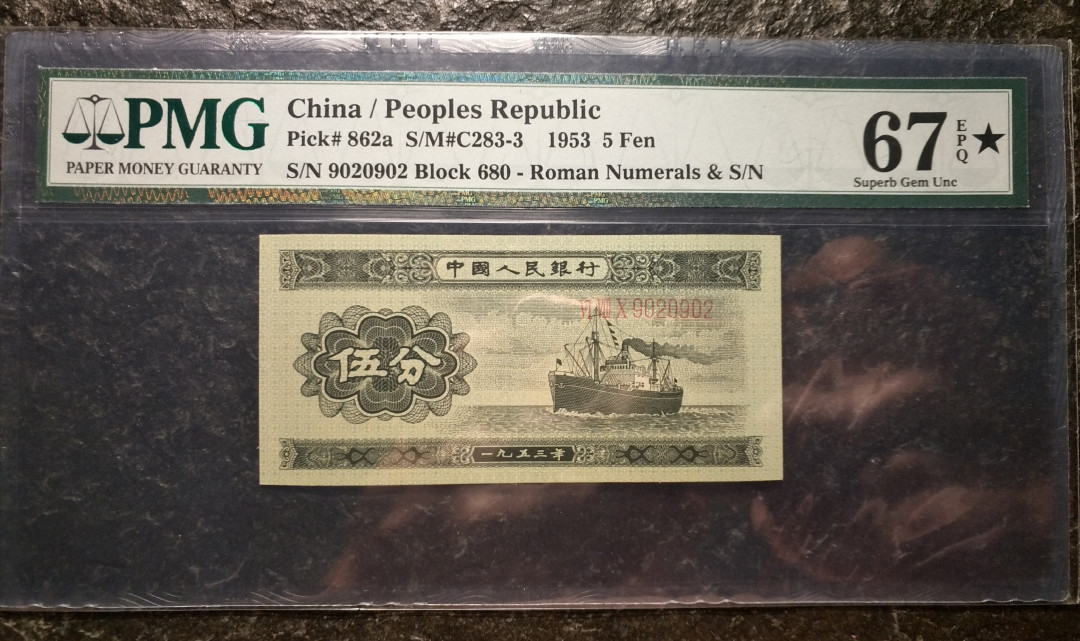 PMG
PAPER MONEY GUARANTY
China / Peoples Republic
Pick# 862a S/M#C283-3 1953 5 Fen
S/N 9020902 Block 680 - Roman Numerals & S/N
67 EPQ ★
Superb Gem Unc
中國人民銀行
VI VIII X 9020902
伍分
一九五三年